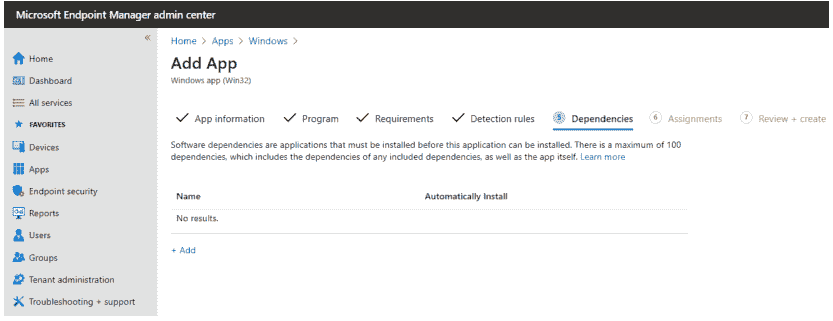 Microsoft Endpoint Manager admin center
«
Home
Dashboard
All services
FAVORITES
Devices
Apps
Endpoint security
Reports
Users
Groups
Tenant administration
Troubleshooting + support
Home > Apps > Windows >
Add App
Windows app (Win32)
App information Program Requirements Detection rules 5 Dependencies 6 Assignments 7 Review + create
Software dependencies are applications that must be installed before this application can be installed. There is a maximum of 100
dependencies, which includes the dependencies of any included dependencies, as well as the app itself. Learn more
Name Automatically Install
No results.
+ Add